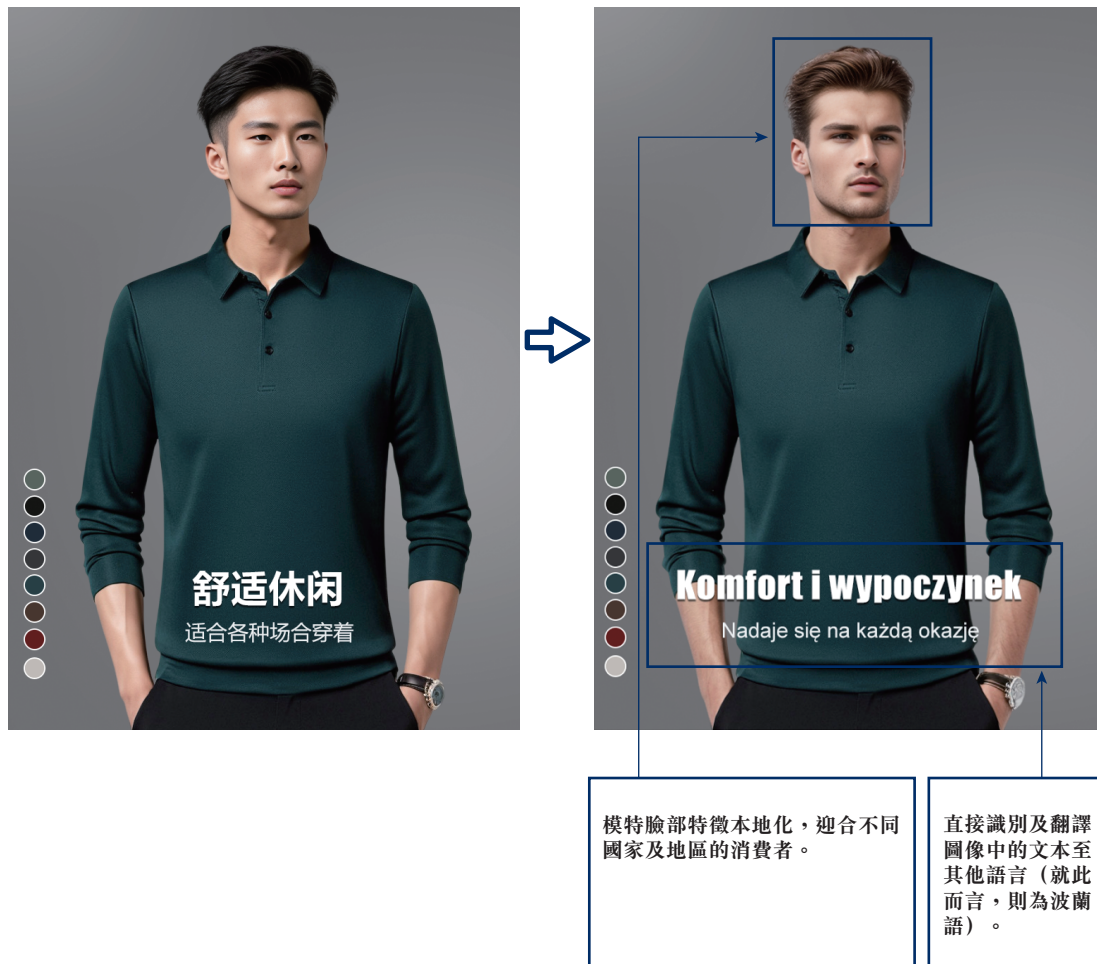 舒适休闲
适合各种场合穿着
Komfort i wypoczynek
Nadaje się na każdą okazję
模特臉部特徵本地化，迎合不同
國家及地區的消費者。
直接識別及翻譯
圖像中的文本至
其他語言（就此
而言，則為波蘭
語）。